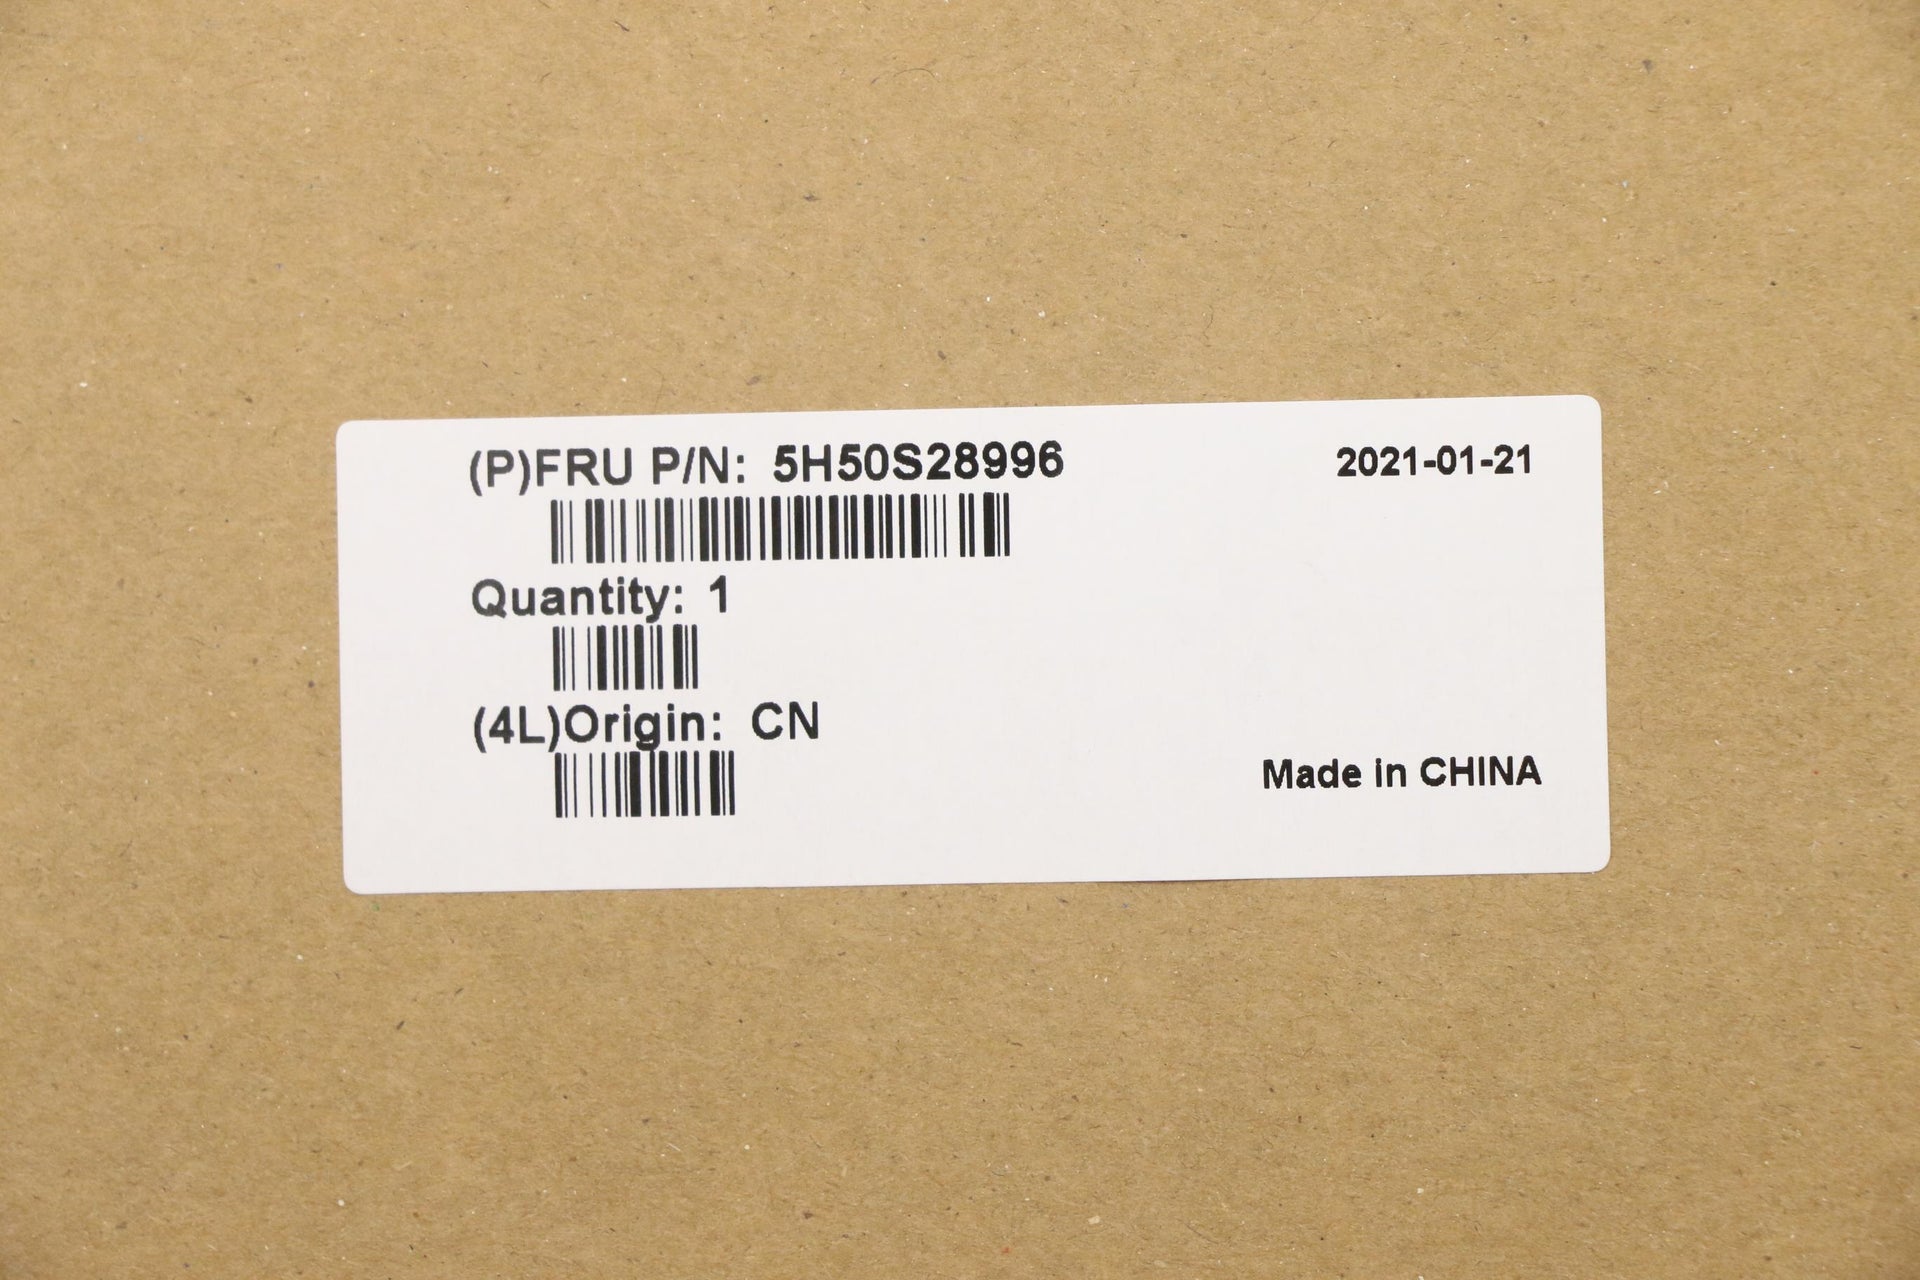 (P)FRU P/N: 5H50S28996
2021-01-21
Quantity: 1
(4L)Origin: CN
Made in CHINA